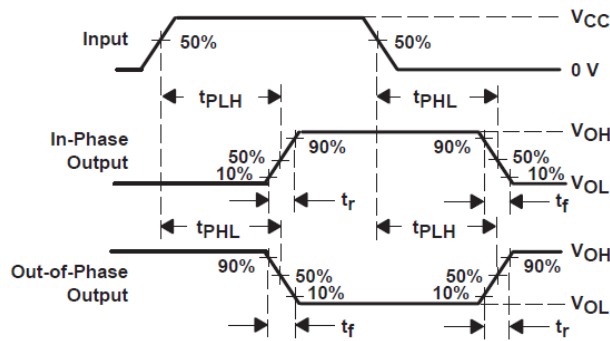 VCC
Input 50% 50%
0 V
tPLH tPHL
In-Phase
Output
VOH
90% 90%
50% 50%
10% 10%
VOL
tr tf
tPHL tPLH
Out-of-Phase
Output
VOH
90% 90%
50% 50%
10% 10%
VOL
tf tr